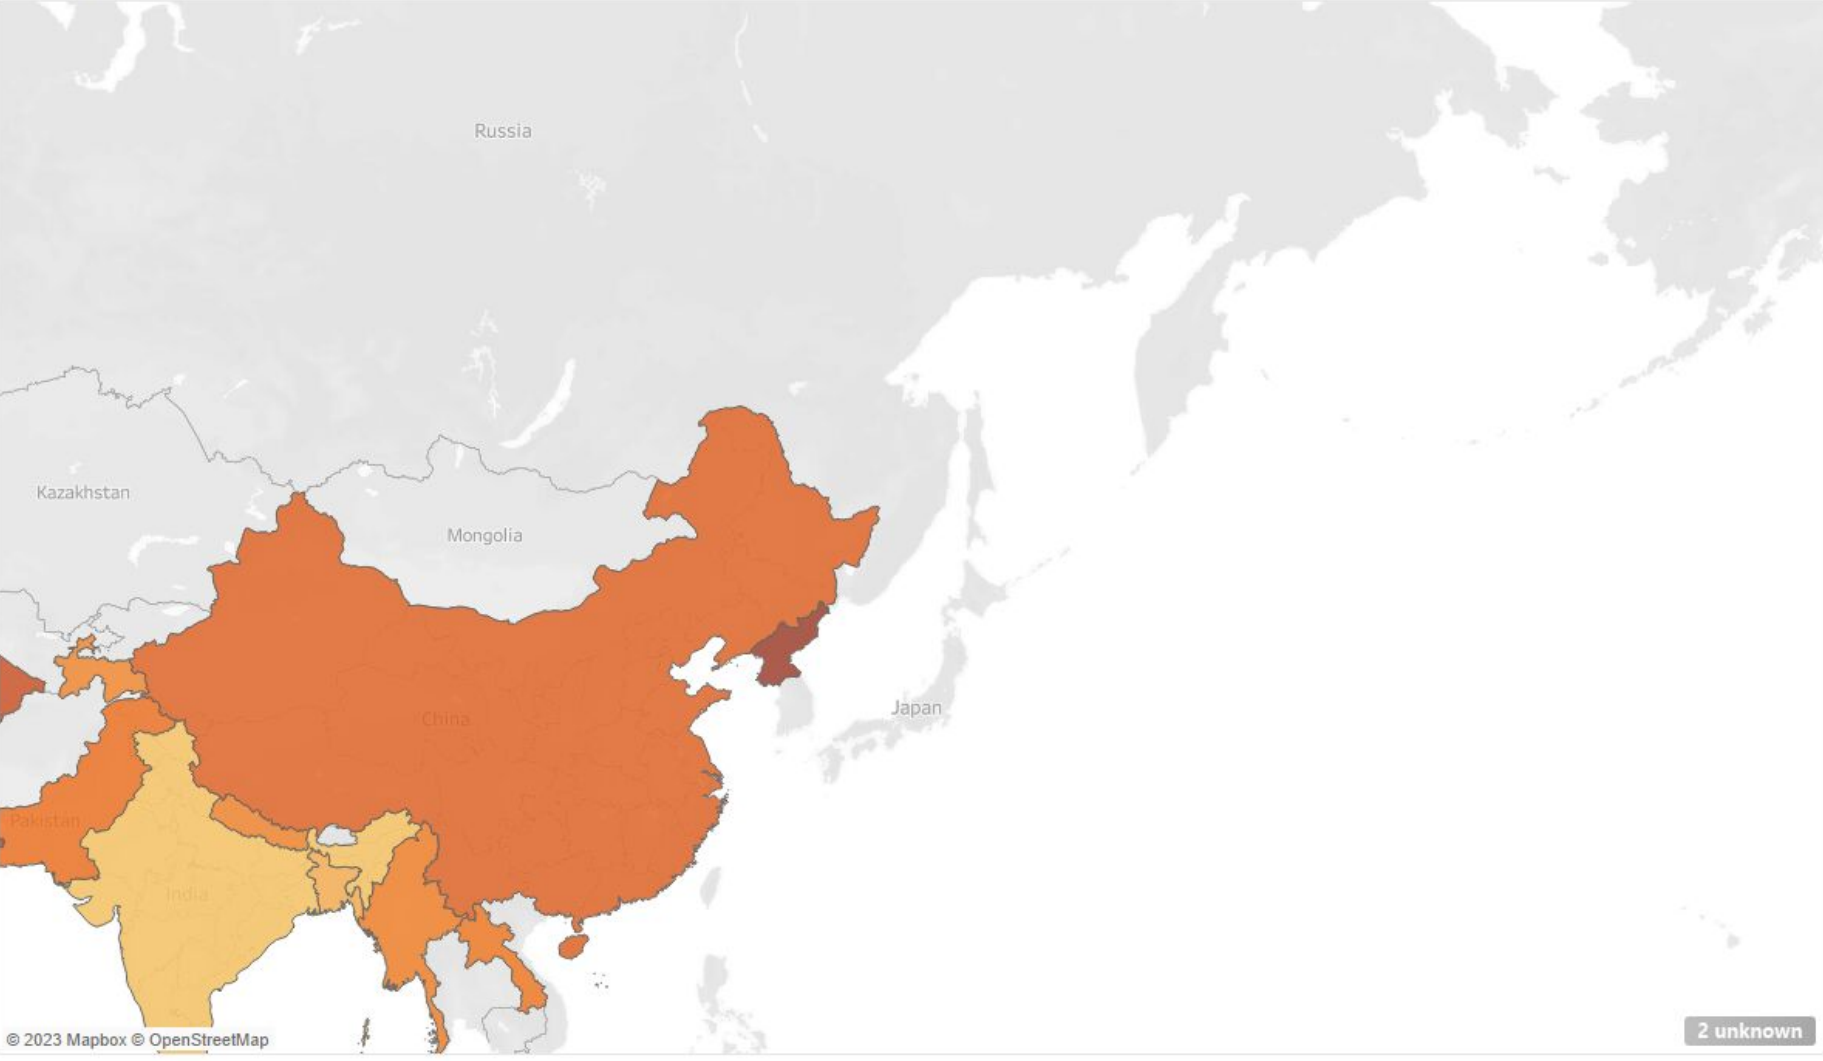 Russia
Kazakhstan
Mongolia
China
Japan
Pakistan
India
© 2023 Mapbox © OpenStreetMap
2 unknown